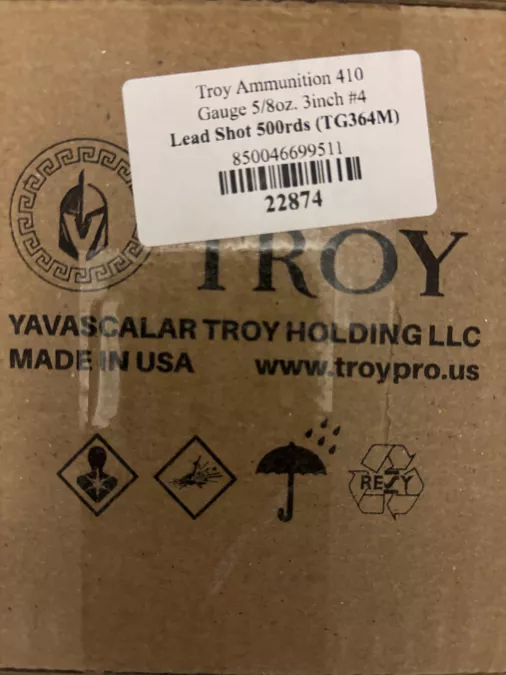 Troy Ammunition 410
Gauge 5/8oz. 3inch #4
Lead Shot 500rds (TG364M)
850046699511
22874
TROY
YAVASCALAR TROY HOLDING LLC
MADE IN USA www.troypro.us
RESY